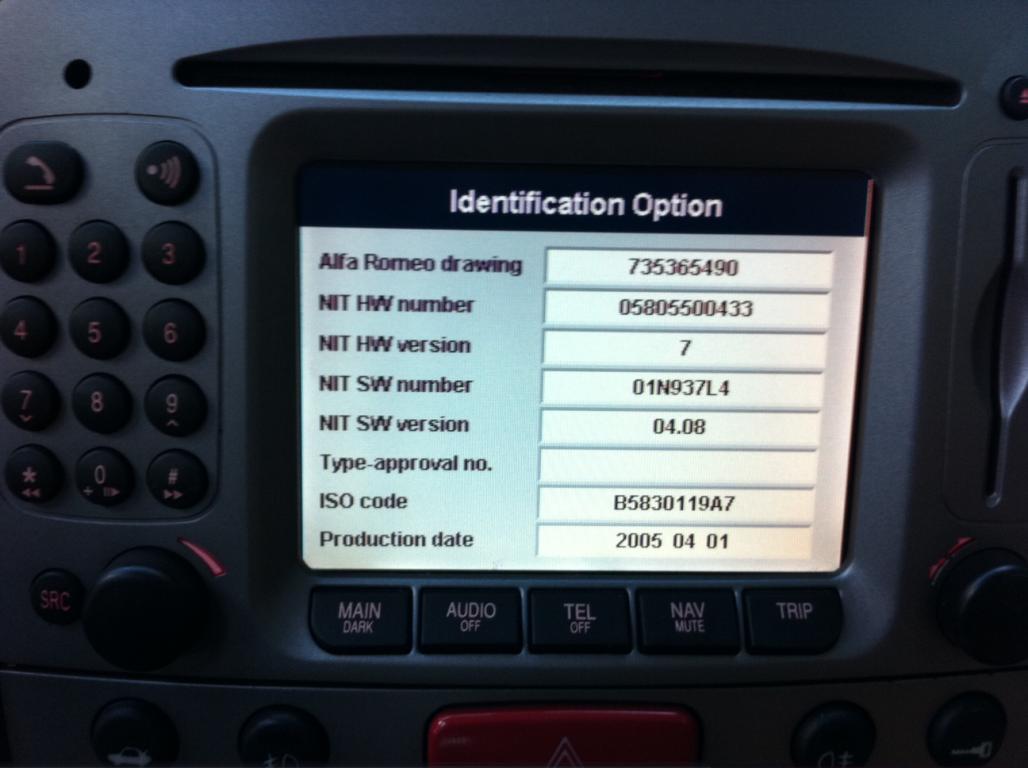 Identification Option
Alfa Romeo drawing 735365490
NIT HW number 05805500433
NIT HW version 7
NIT SW number 01N937L4
NIT SW version 04.08
Type-approval no.
ISO code B5830119A7
Production date 2005 04 01
1 2 3
4 5 6
7 8 9
* 0 #
SRC
MAIN AUDIO TEL NAV TRIP
DARK OFF OFF MUTE